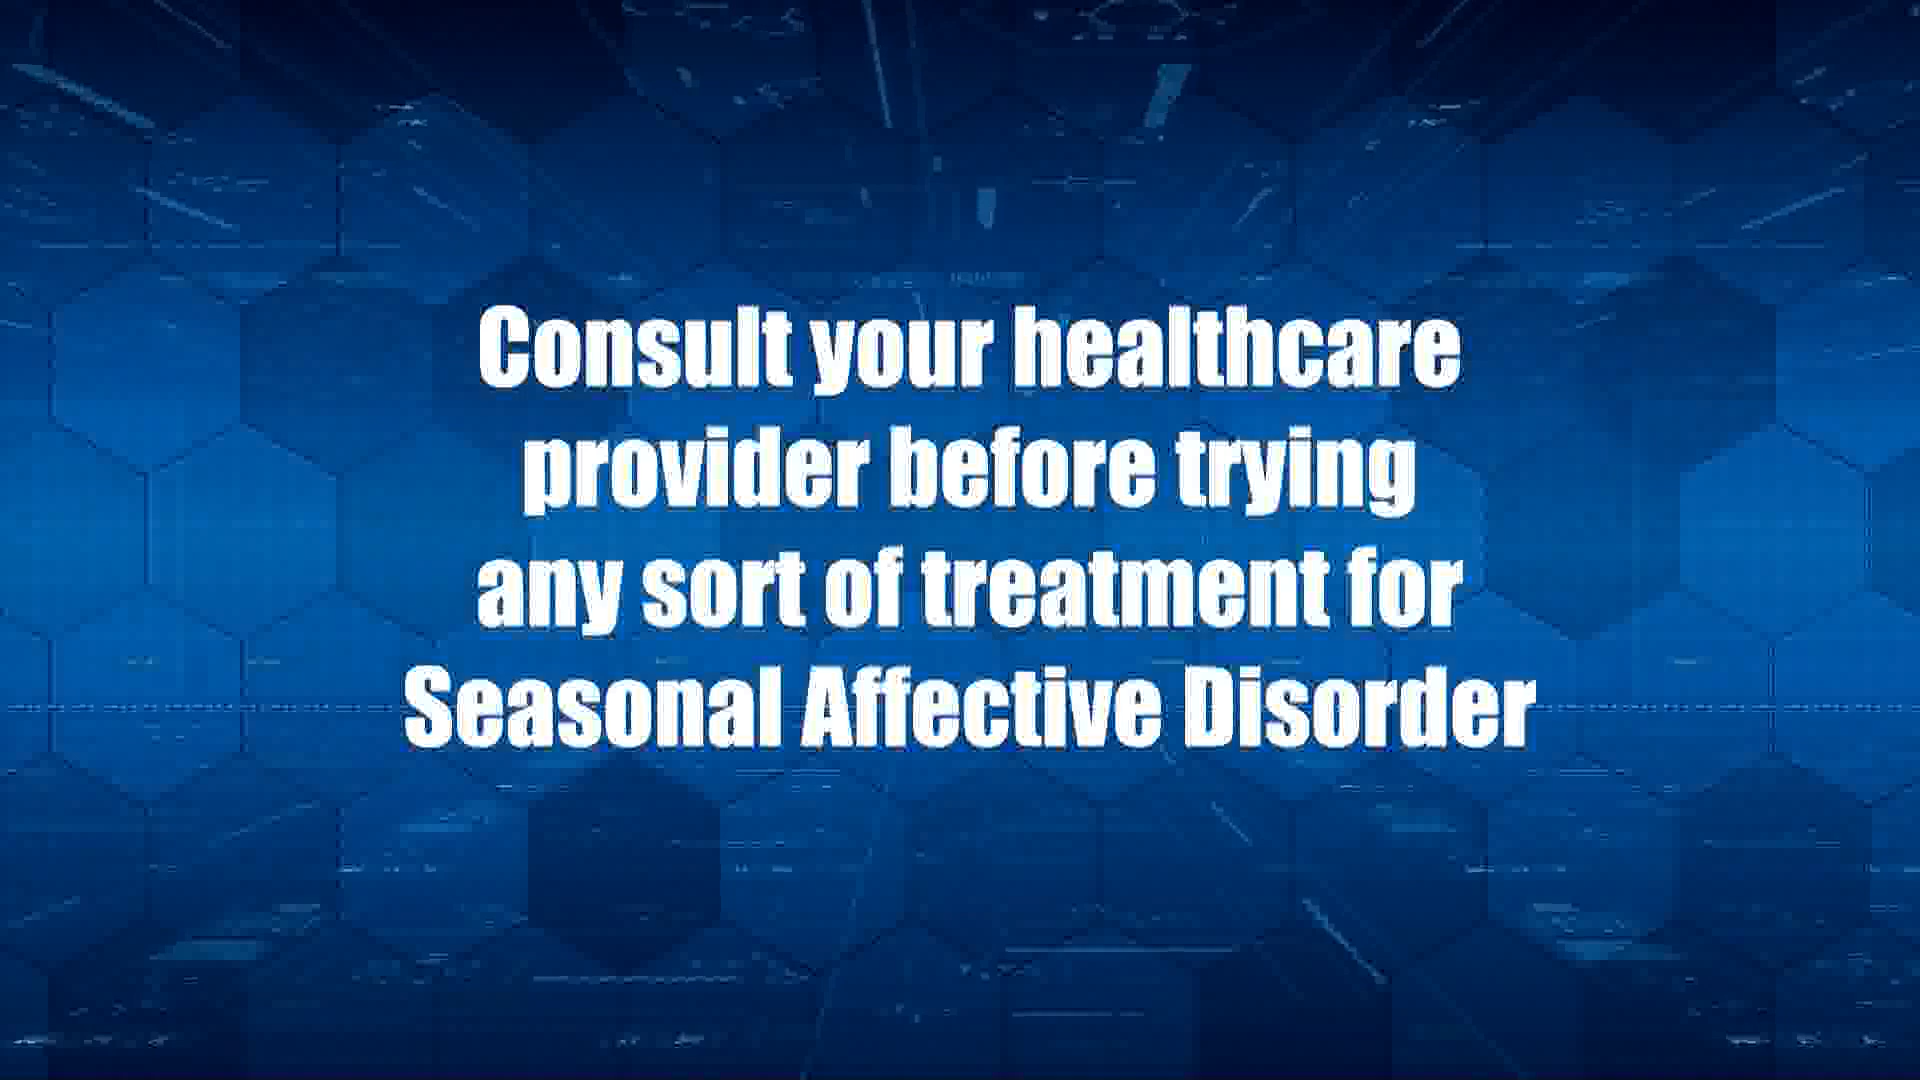 Consult your healthcare
provider before trying
any sort of treatment for
Seasonal Affective Disorder